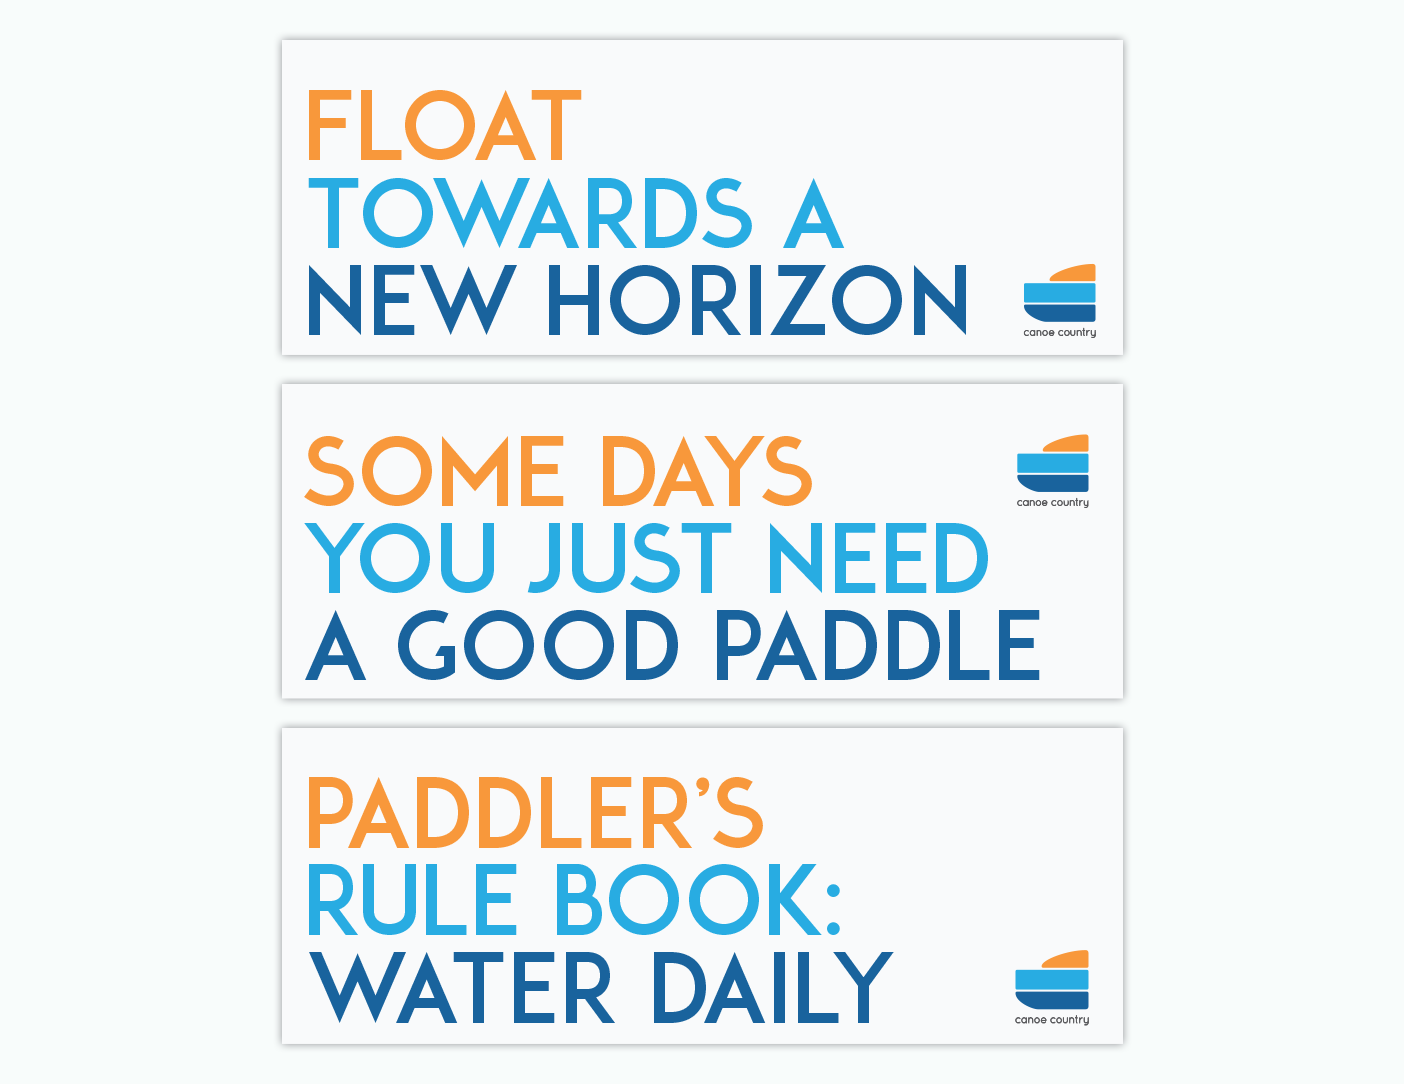 FLOAT
TOWARDS A
NEW HORIZON
canoe country
SOME DAYS
canoe country
YOU JUST NEED
A GOOD PADDLE
PADDLER’S
RULE BOOK:
WATER DAILY
canoe country